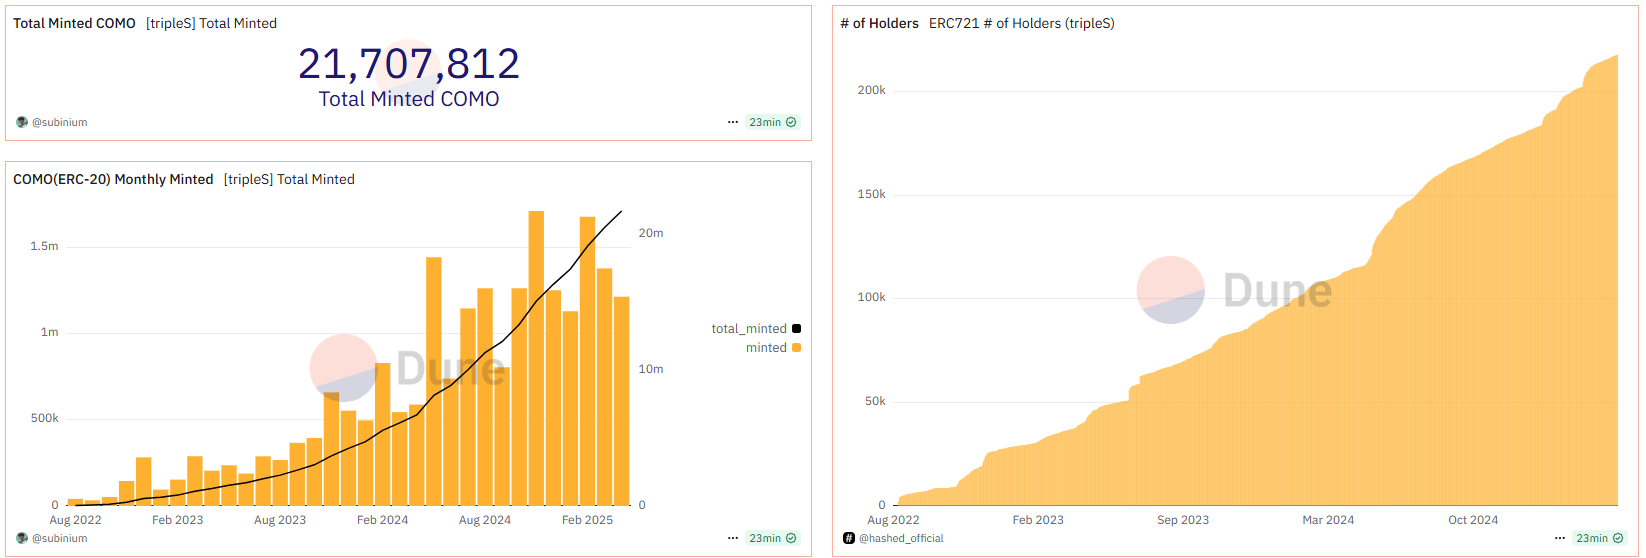 Total Minted COMO [tripleS] Total Minted
21,707,812
Total Minted COMO
@subinium
23min
COMO(ERC-20) Monthly Minted [tripleS] Total Minted
1.5m
1m
500k
0
20m
10m
0
total_minted
minted
Dune
Aug 2022 Feb 2023 Aug 2023 Feb 2024 Aug 2024 Feb 2025
@subinium
23min
# of Holders ERC721 # of Holders (tripleS)
200k
150k
100k
50k
0
Dune
Aug 2022 Feb 2023 Sep 2023 Mar 2024 Oct 2024
# @hashed_official
23min